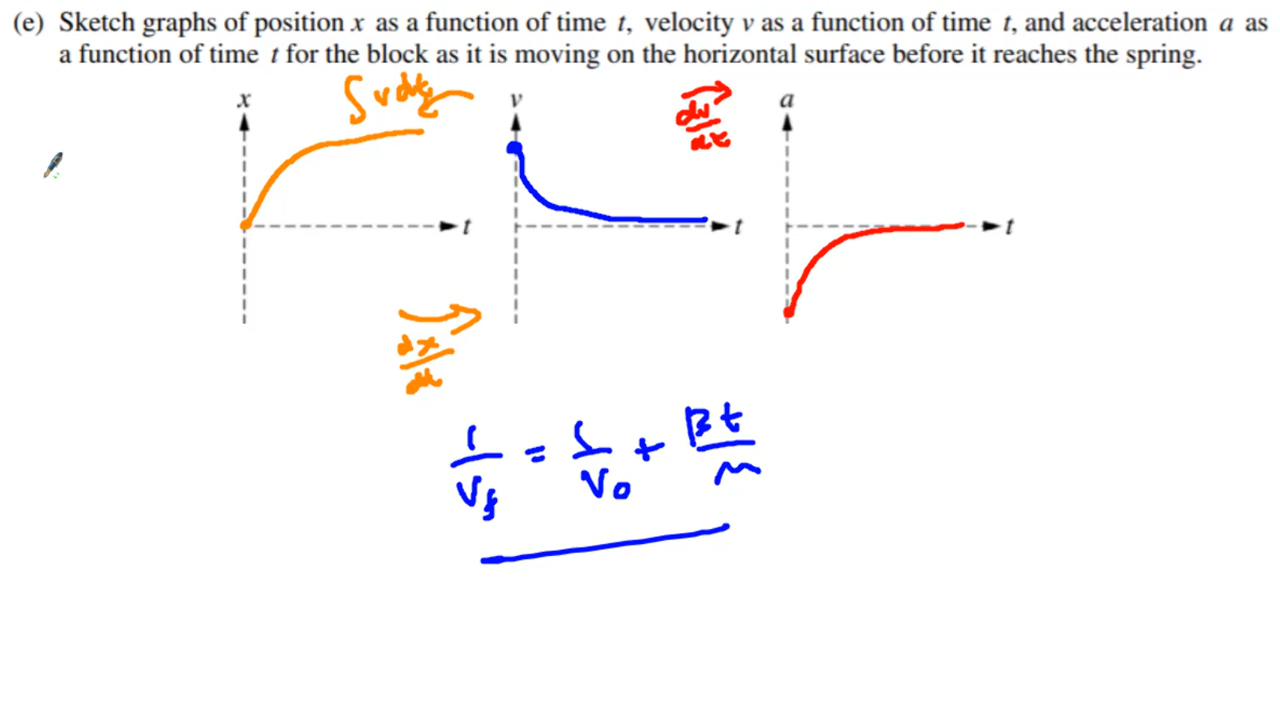 (e) Sketch graphs of position x as a function of time t, velocity v as a function of time t, and acceleration a as
a function of time t for the block as it is moving on the horizontal surface before it reaches the spring.
x
∫ v dt
v
dv
a
t
t
t
dx
1/v_f = 1/v_0 + βt/m